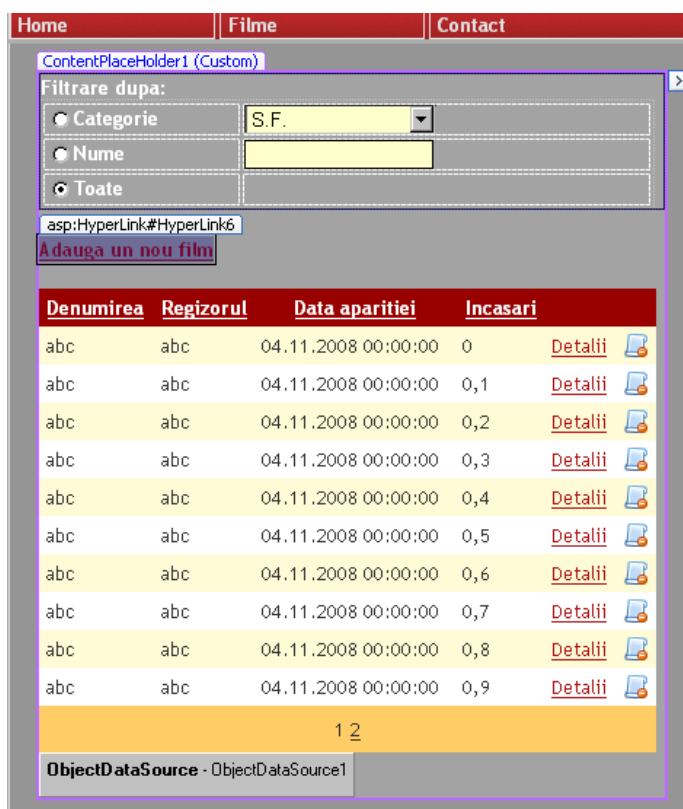 Home Filme Contact
ContentPlaceHolder1 (Custom)
Filtrare dupa:
Categorie S.F.
Nume
Toate
asp:HyperLink#HyperLink6
Adauga un nou film
Denumirea Regizorul Data aparitiei Incasari
abc abc 04.11.2008 00:00:00 0 Detalii
abc abc 04.11.2008 00:00:00 0,1 Detalii
abc abc 04.11.2008 00:00:00 0,2 Detalii
abc abc 04.11.2008 00:00:00 0,3 Detalii
abc abc 04.11.2008 00:00:00 0,4 Detalii
abc abc 04.11.2008 00:00:00 0,5 Detalii
abc abc 04.11.2008 00:00:00 0,6 Detalii
abc abc 04.11.2008 00:00:00 0,7 Detalii
abc abc 04.11.2008 00:00:00 0,8 Detalii
abc abc 04.11.2008 00:00:00 0,9 Detalii
1 2
ObjectDataSource - ObjectDataSource1